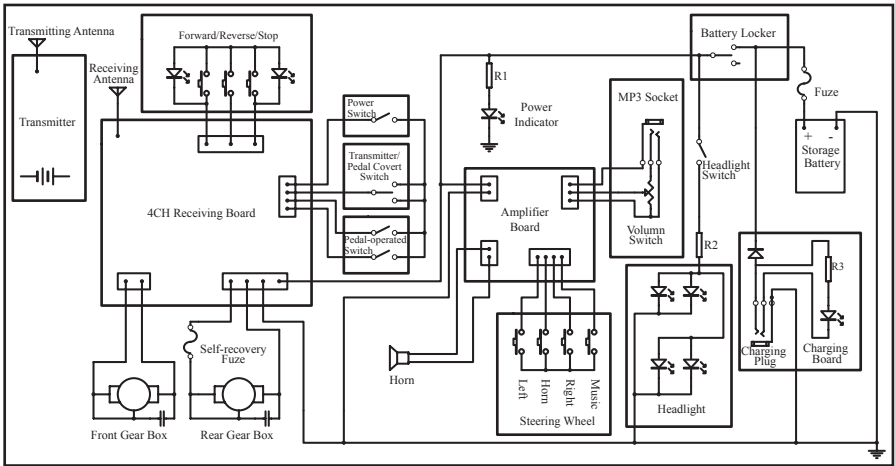 Transmitting Antenna
Forward/Reverse/Stop
Battery Locker
Receiving
Antenna
R1
MP3 Socket
Fuze
Power
Switch
Power
Indicator
Transmitter
+ -
Storage
Battery
Transmitter/
Pedal Covert
Switch
Headlight
Switch
4CH Receiving Board
Amplifier
Board
Volumn
Switch
Pedal-operated
Switch
R2
R3
Self-recovery
Fuze
Horn
Charging
Plug
Charging
Board
Left
Horn
Right
Music
Headlight
Steering Wheel
Front Gear Box
Rear Gear Box